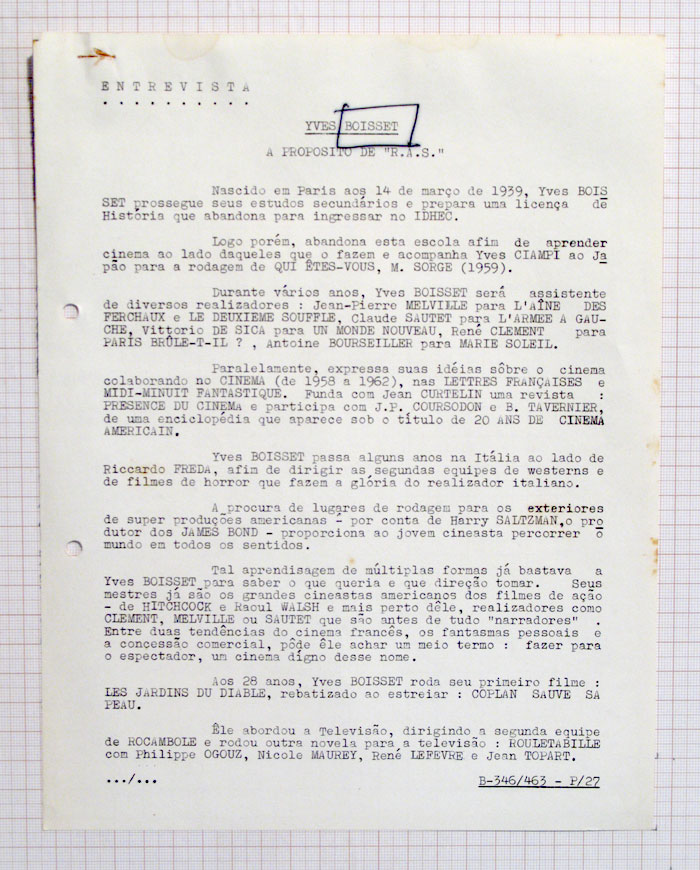 ENTREVISTA
YVES BOISSET
A PROPOSITO DE "R.A.S."
Nascido em Paris aos 14 de março de 1939, Yves BOIS
SET prossegue seus estudos secundários e prepara uma licença de
História que abandona para ingressar no IDHEC.
Logo porém, abandona esta escola afim de aprender
cinema ao lado daqueles que o fazem e acompanha Yves CIAMPI ao Ja
pão para a rodagem de QUI ÊTES-VOUS, M. SORGE (1959).
Durante vários anos, Yves BOISSET será assistente
de diversos realizadores : Jean-Pierre MELVILLE para L'AÎNE DES
FERCHAUX e LE DEUXIEME SOUFFLE, Claude SAUTET para L'ARMEE A GAU-
CHE, Vittorio DE SICA para UN MONDE NOUVEAU, René CLEMENT para
PARIS BRÛLE-T-IL ? , Antoine BOURSEILLER para MARIE SOLEIL.
Paralelamente, expressa suas idéias sôbre o cinema
colaborando no CINEMA (de 1958 a 1962), nas LETTRES FRANÇAISES e
MIDI-MINUIT FANTASTIQUE. Funda com Jean CURTELIN uma revista :
PRESENCE DU CINEMA e participa com J.P. COURSODON e B. TAVERNIER,
de uma enciclopédia que aparece sob o título de 20 ANS DE CINEMA
AMERICAIN.
Yves BOISSET passa alguns anos na Itália ao lado de
Riccardo FREDA, afim de dirigir as segundas equipes de westerns e
de filmes de horror que fazem a glória do realizador italiano.
A procura de lugares de rodagem para os exteriores
de super produções americanas - por conta de Harry SALTZMAN,o pro
dutor dos JAMES BOND - proporciona ao jovem cineasta percorrer o
mundo em todos os sentidos.
Tal aprendisagem de múltiplas formas já bastava a
Yves BOISSET para saber o que queria e que direção tomar. Seus
mestres já são os grandes cineastas americanos dos filmes de ação
- de HITCHCOCK e Raoul WALSH e mais perto dêle, realizadores como
CLEMENT, MELVILLE ou SAUTET que são antes de tudo "narradores" .
Entre duas tendências do cinema francês, os fantasmas pessoais e
a concessão comercial, pôde êle achar um meio termo : fazer para
o espectador, um cinema digno desse nome.
Aos 28 anos, Yves BOISSET roda seu primeiro filme :
LES JARDINS DU DIABLE, rebatizado ao estreiar : COPLAN SAUVE SA
PEAU.
Êle abordou a Televisão, dirigindo a segunda equipe
de ROCAMBOLE e rodou outra novela para a televisão : ROULETABILLE
com Philippe OGOUZ, Nicole MAUREY, René LEFEVRE e Jean TOPART.
.../... B-346/463 - P/27